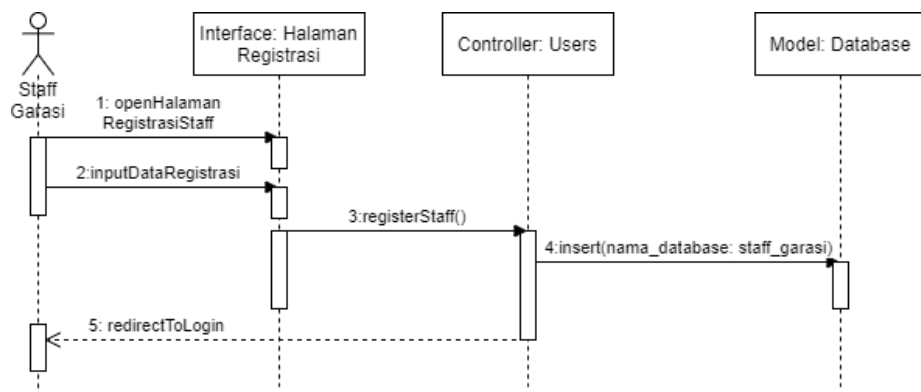 Interface: Halaman
Registrasi
Controller: Users
Model: Database
Staff
Garasi
1: openHalaman
RegistrasiStaff
2:inputDataRegistrasi
3:registerStaff()
4:insert(nama_database: staff_garasi)
5: redirectToLogin